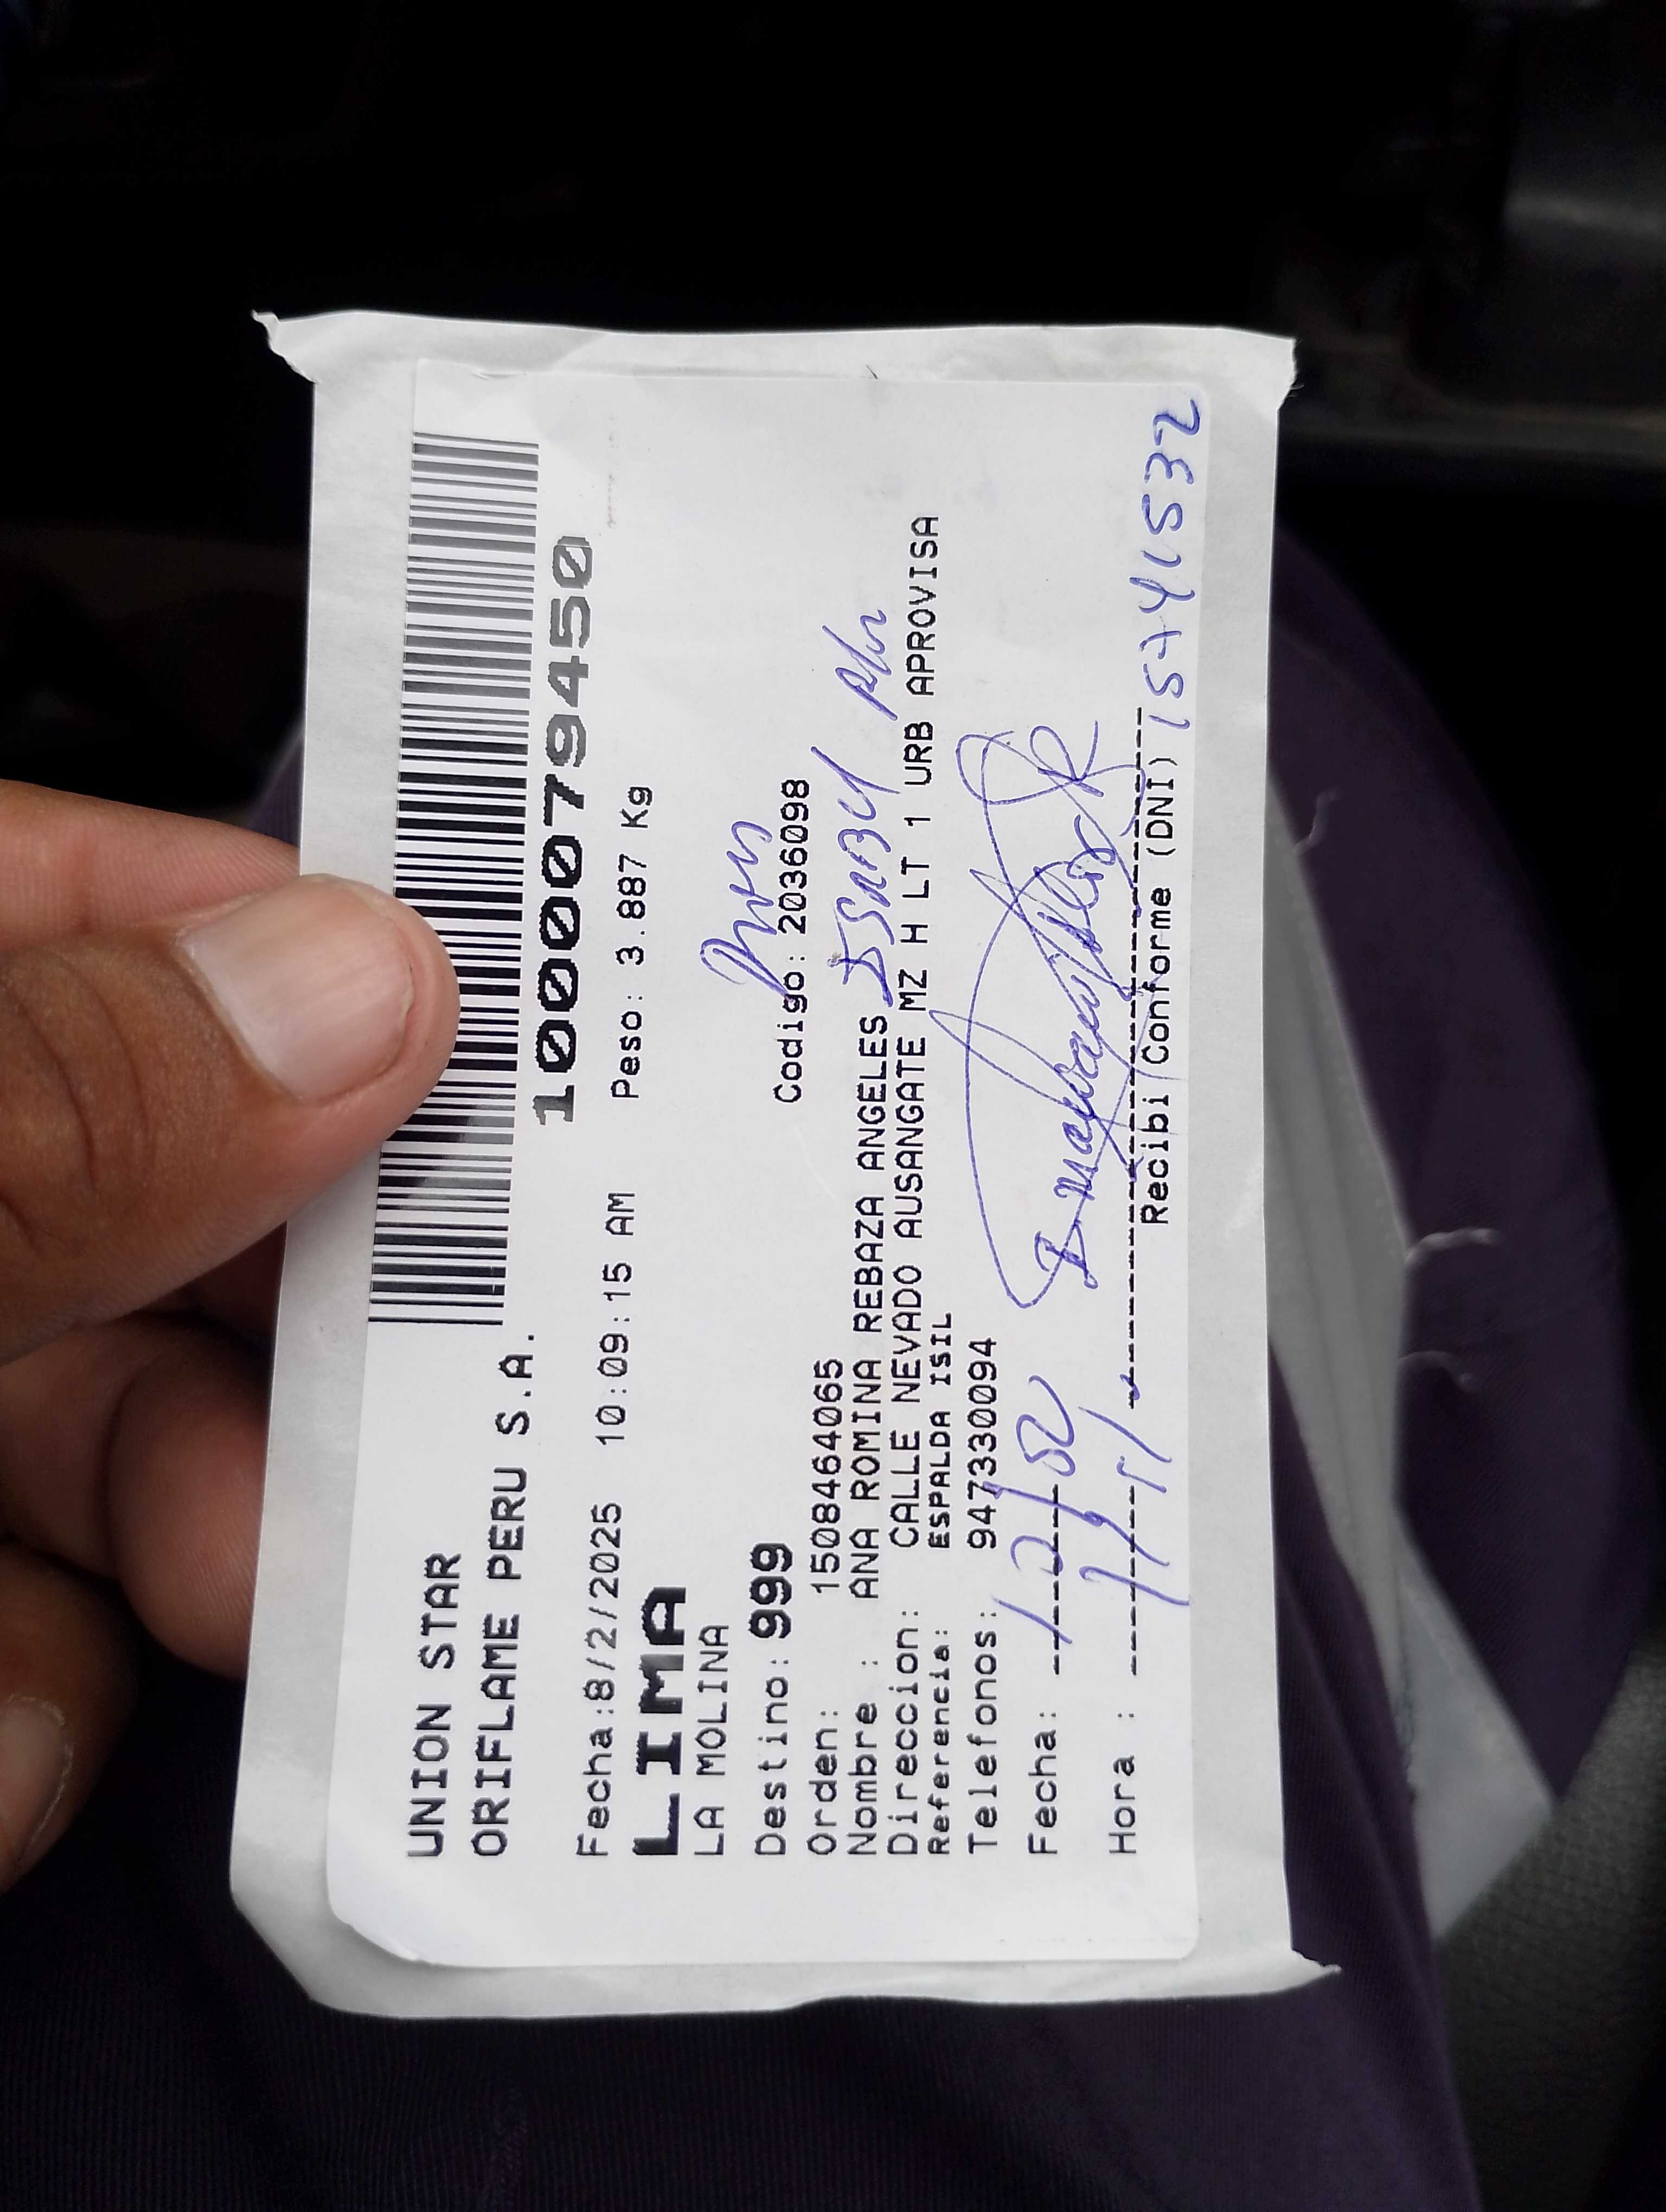 UNION STAR
ORIFLAME PERU S.A.
1000079450
Fecha:8/2/2025 10:09:15 AM Peso: 3.887 Kg
LIMA
LA MOLINA
Destino: 999 Codigo: 2036098
Orden: 1508464065
Nombre : ANA ROMINA REBAZA ANGELES
Direccion: CALLE NEVADO AUSANGATE MZ H LT 1 URB APROVISA
Referencia: ESPALDA ISIL
Telefonos: 947330094
Fecha:
Hora :
Recibi Conforme (DNI) 15741532